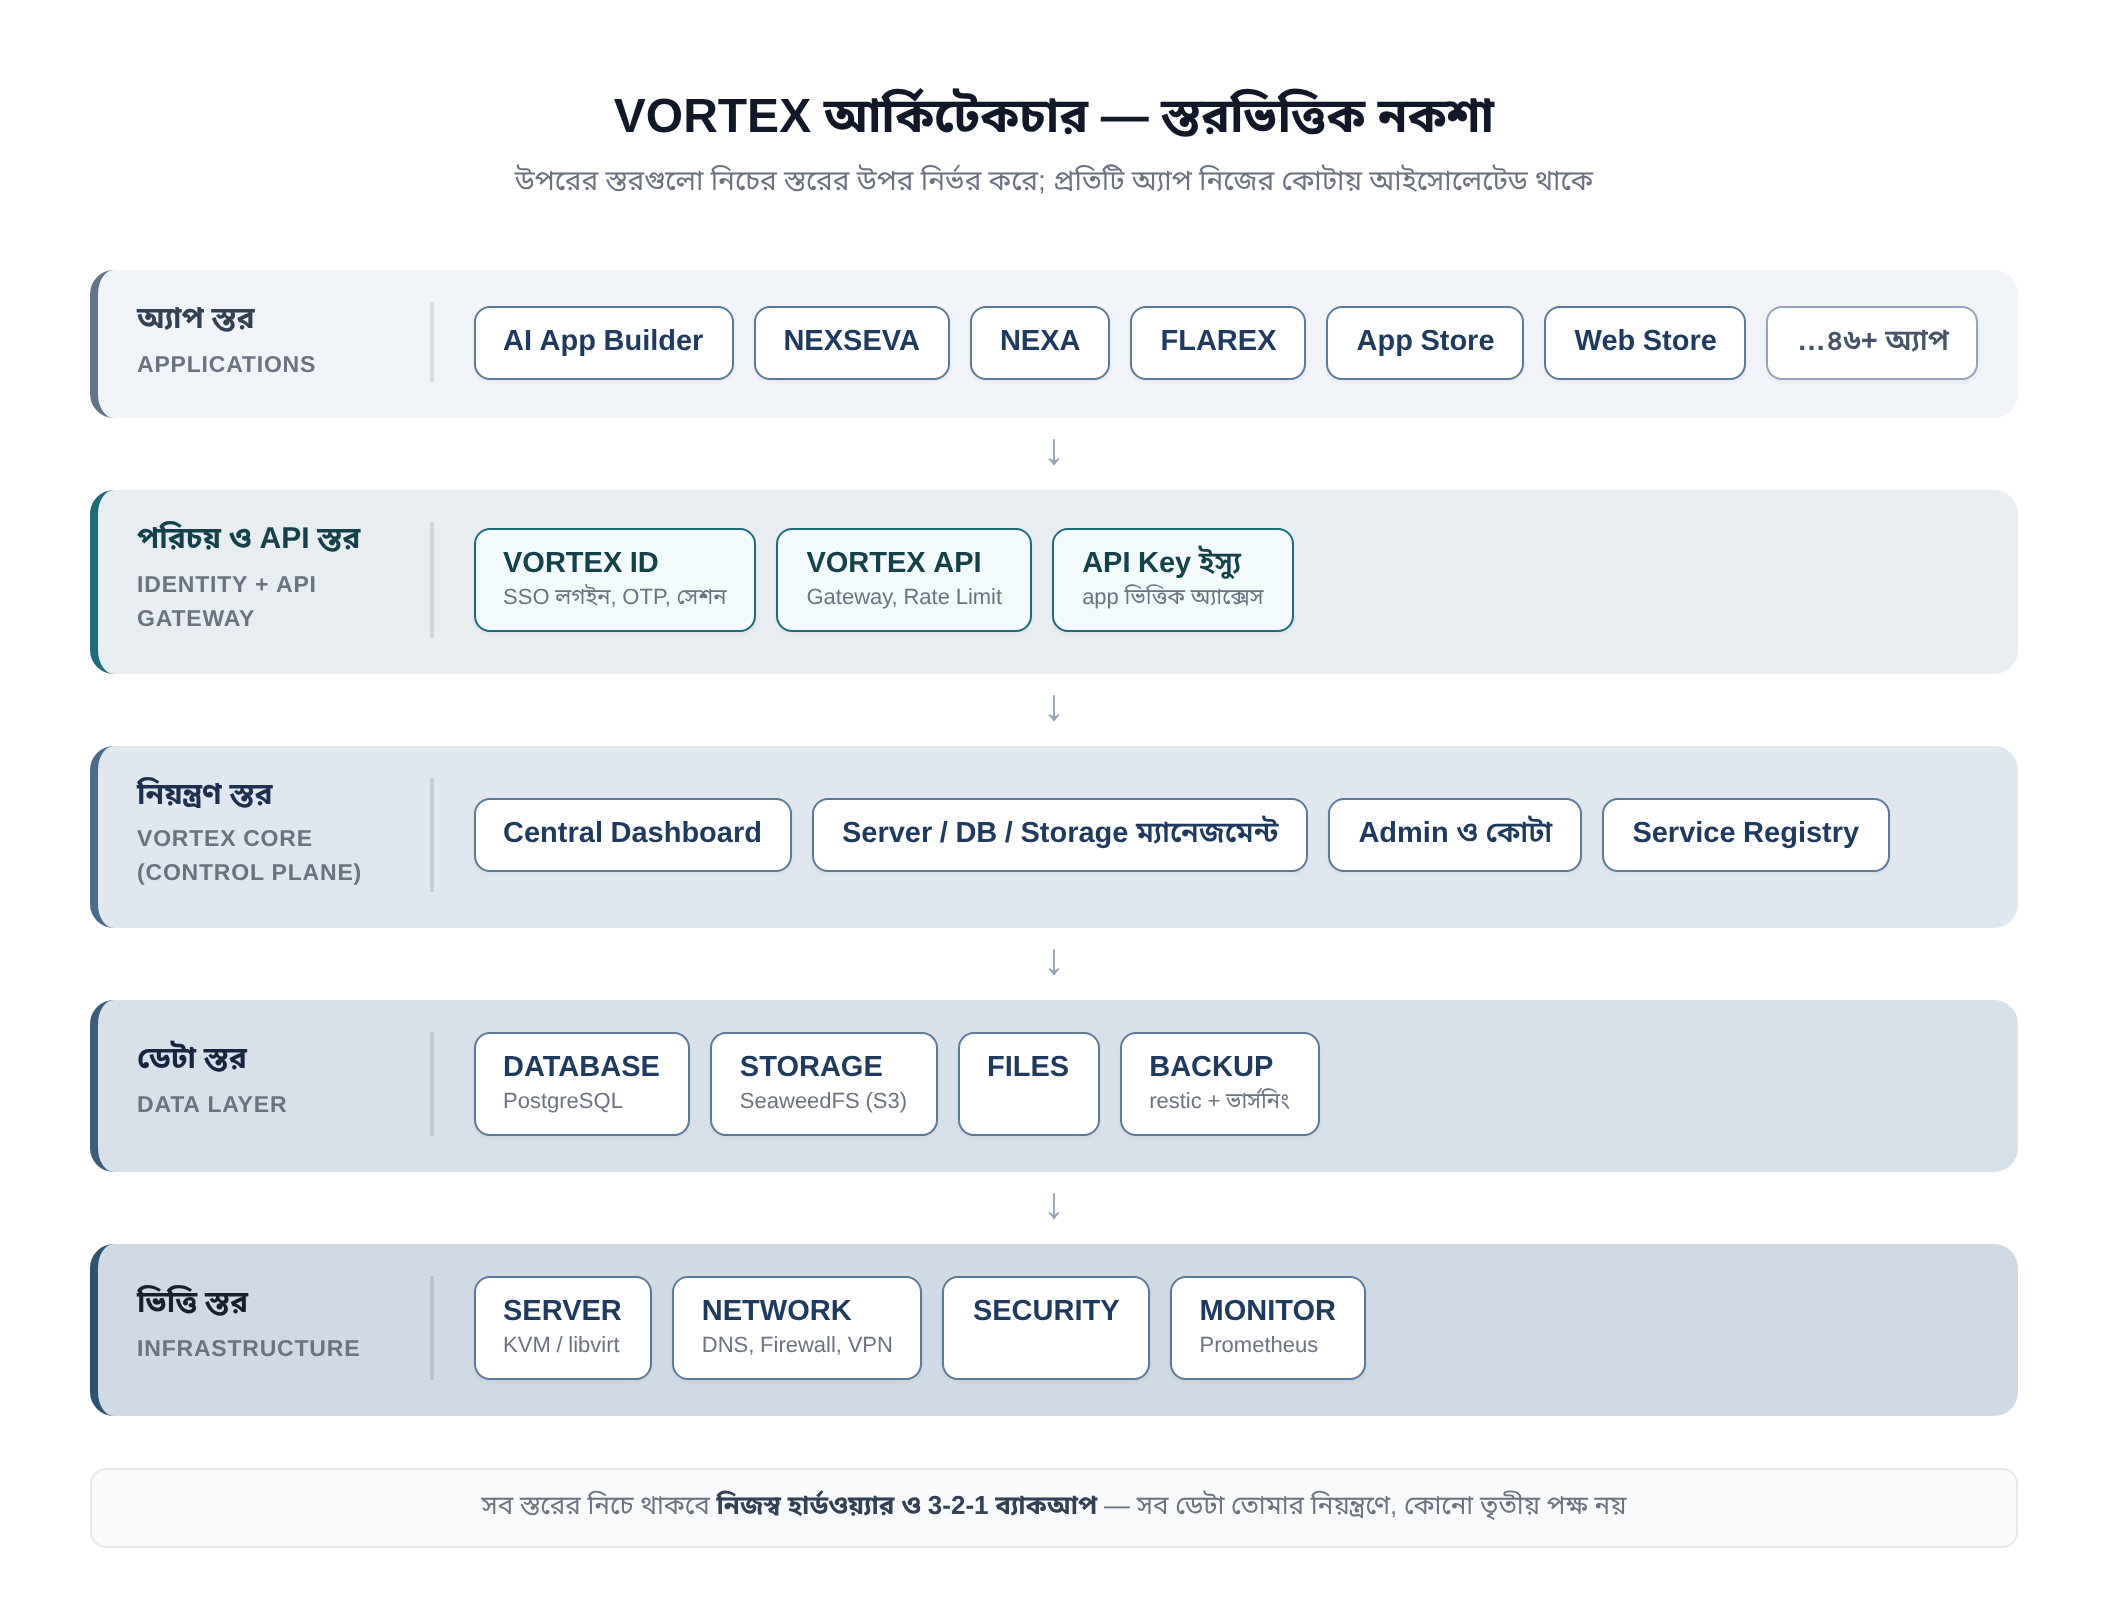 VORTEX আর্কিটেকচার — স্তরভিত্তিক নকশা
উপরের স্তরগুলো নিচের স্তরের উপর নির্ভর করে; প্রতিটি অ্যাপ নিজের কোটায় আইসোলেটেড থাকে
অ্যাপ স্তর
APPLICATIONS
AI App Builder
NEXSEVA
NEXA
FLAREX
App Store
Web Store
...৪৬+ অ্যাপ
↓
পরিচয় ও API স্তর
IDENTITY + API
GATEWAY
VORTEX ID
SSO লগইন, OTP, সেশন
VORTEX API
Gateway, Rate Limit
API Key ইস্যু
app ভিত্তিক অ্যাক্সেস
↓
নিয়ন্ত্রণ স্তর
VORTEX CORE
(CONTROL PLANE)
Central Dashboard
Server / DB / Storage ম্যানেজমেন্ট
Admin ও কোটা
Service Registry
↓
ডেটা স্তর
DATA LAYER
DATABASE
PostgreSQL
STORAGE
SeaweedFS (S3)
FILES
BACKUP
restic + ভার্সনিং
↓
ভিত্তি স্তর
INFRASTRUCTURE
SERVER
KVM / libvirt
NETWORK
DNS, Firewall, VPN
SECURITY
MONITOR
Prometheus
সব স্তরের নিচে থাকবে নিজস্ব হার্ডওয়্যার ও 3-2-1 ব্যাকআপ — সব ডেটা তোমার নিয়ন্ত্রণে, কোনো তৃতীয় পক্ষ নয়